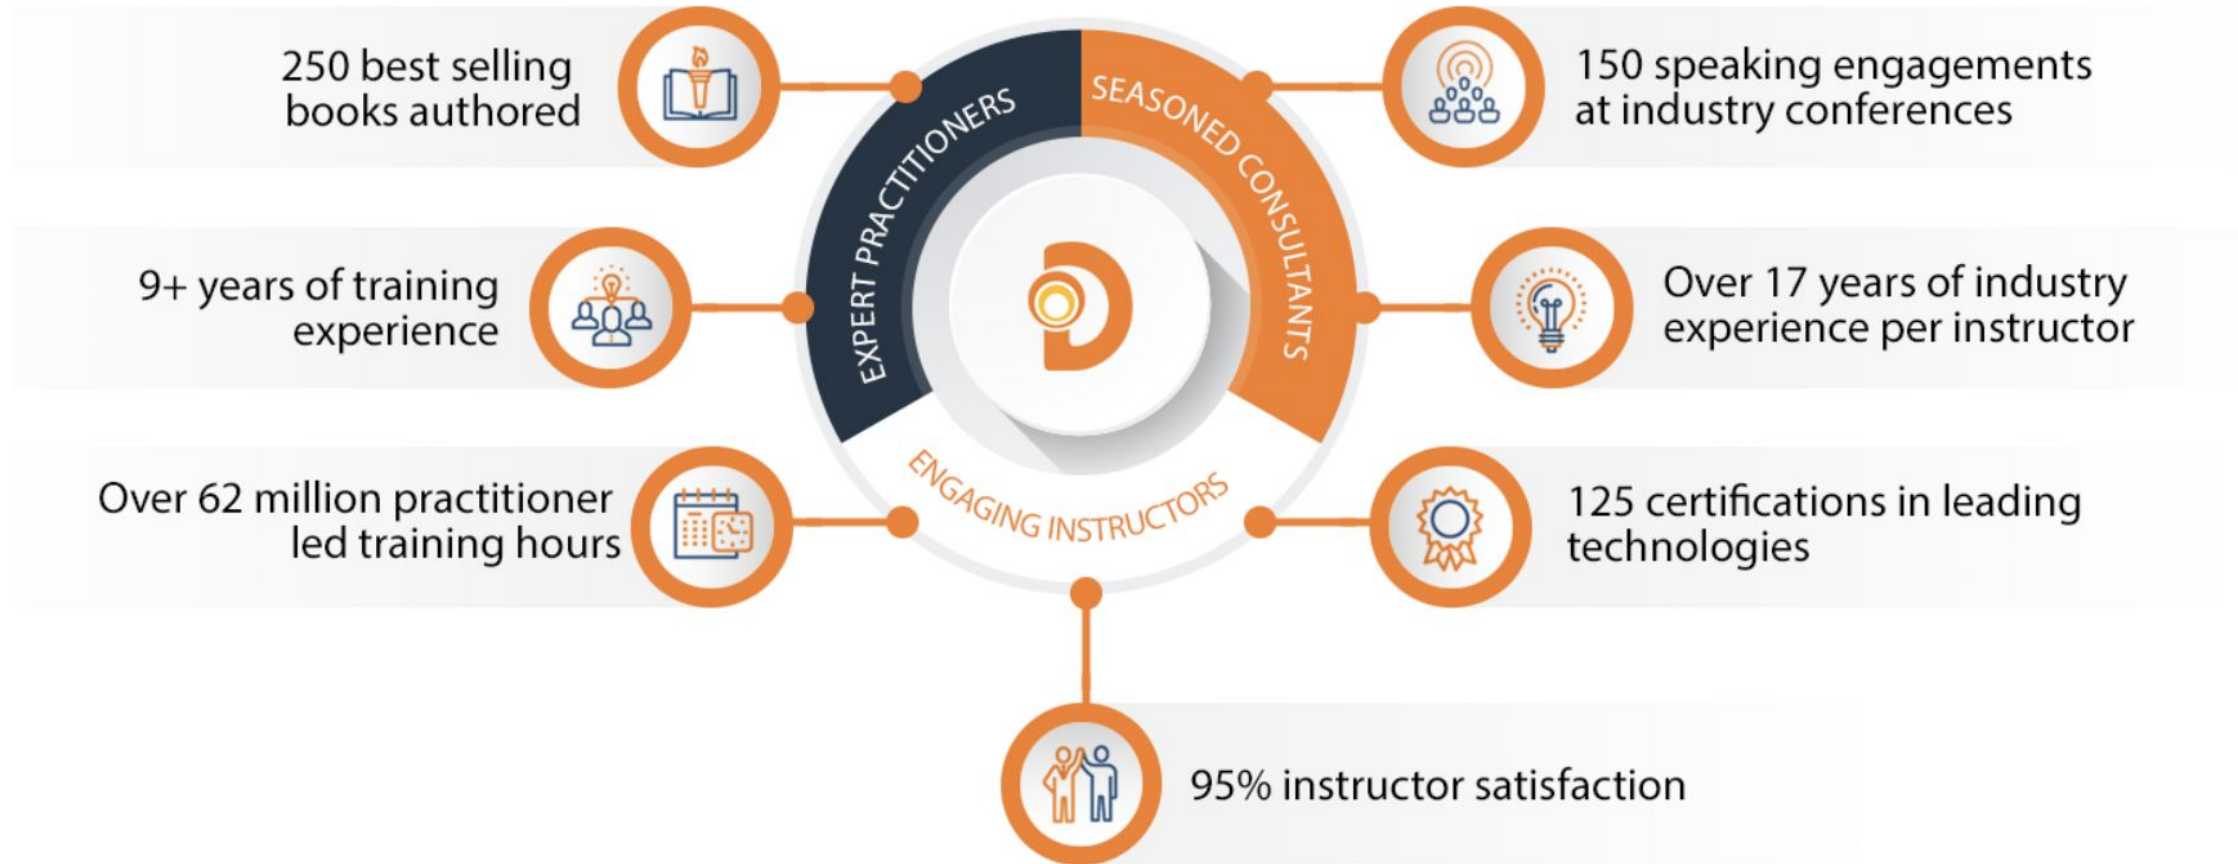 250 best selling
books authored
9+ years of training
experience
Over 62 million practitioner
led training hours
EXPERT PRACTITIONERS
SEASONED CONSULTANTS
ENGAGING INSTRUCTORS
150 speaking engagements
at industry conferences
Over 17 years of industry
experience per instructor
125 certifications in leading
technologies
95% instructor satisfaction